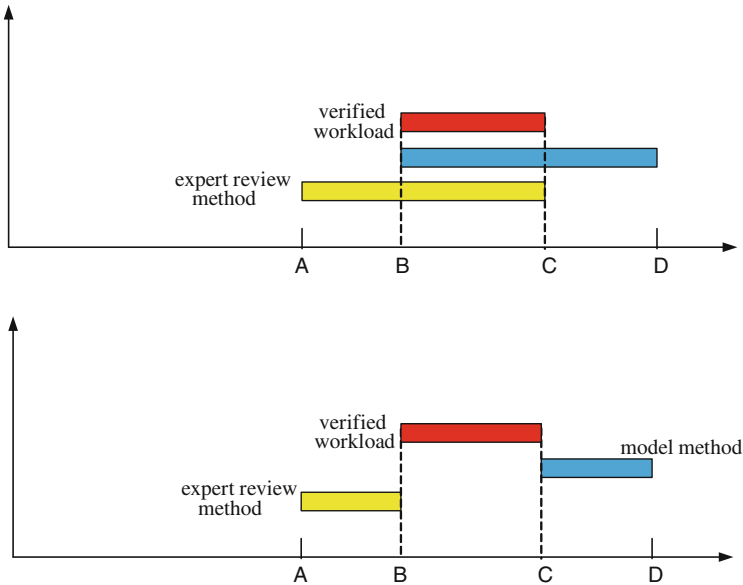 verified
workload
expert review
method
A
B
C
D
verified
workload
model method
expert review
method
A
B
C
D